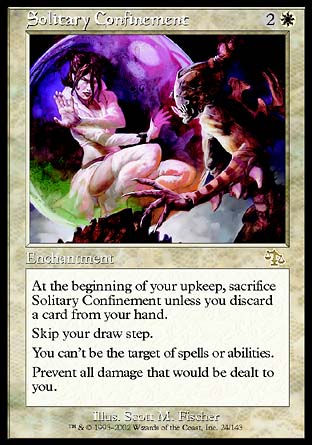 Solitary Confinement 2
Enchantment
At the beginning of your upkeep, sacrifice
Solitary Confinement unless you discard
a card from your hand.
Skip your draw step.
You can't be the target of spells or abilities.
Prevent all damage that would be dealt to
you.
Illus. Scott M. Fischer
™ & © 1993-2002 Wizards of the Coast, Inc. 24/143